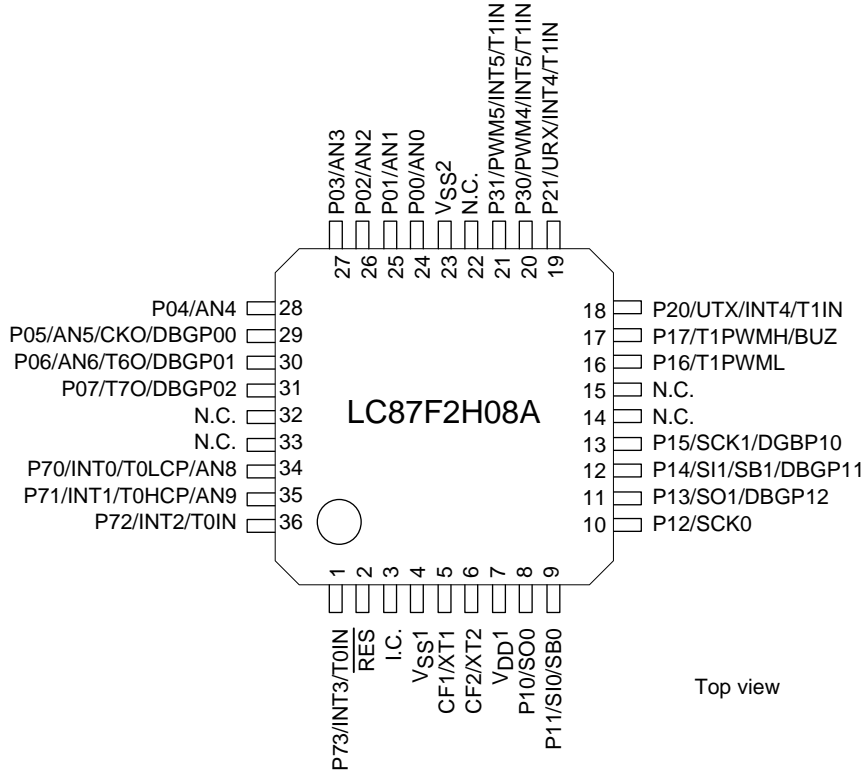 P03/AN3
P02/AN2
P01/AN1
P00/AN0
VSS2
N.C.
P31/PWM5/INT5/T1IN
P30/PWM4/INT5/T1IN
P21/URX/INT4/T1IN
27
26
25
24
23
22
21
20
19
P04/AN4 28
P05/AN5/CKO/DBGP00 29
P06/AN6/T6O/DBGP01 30
P07/T7O/DBGP02 31
N.C. 32
N.C. 33
P70/INT0/T0LCP/AN8 34
P71/INT1/T0HCP/AN9 35
P72/INT2/T0IN 36
LC87F2H08A
18 P20/UTX/INT4/T1IN
17 P17/T1PWMH/BUZ
16 P16/T1PWML
15 N.C.
14 N.C.
13 P15/SCK1/DGBP10
12 P14/SI1/SB1/DBGP11
11 P13/SO1/DBGP12
10 P12/SCK0
1
2
3
4
5
6
7
8
9
P73/INT3/T0IN
RES
I.C.
VSS1
CF1/XT1
CF2/XT2
VDD1
P10/SO0
P11/SI0/SB0
Top view